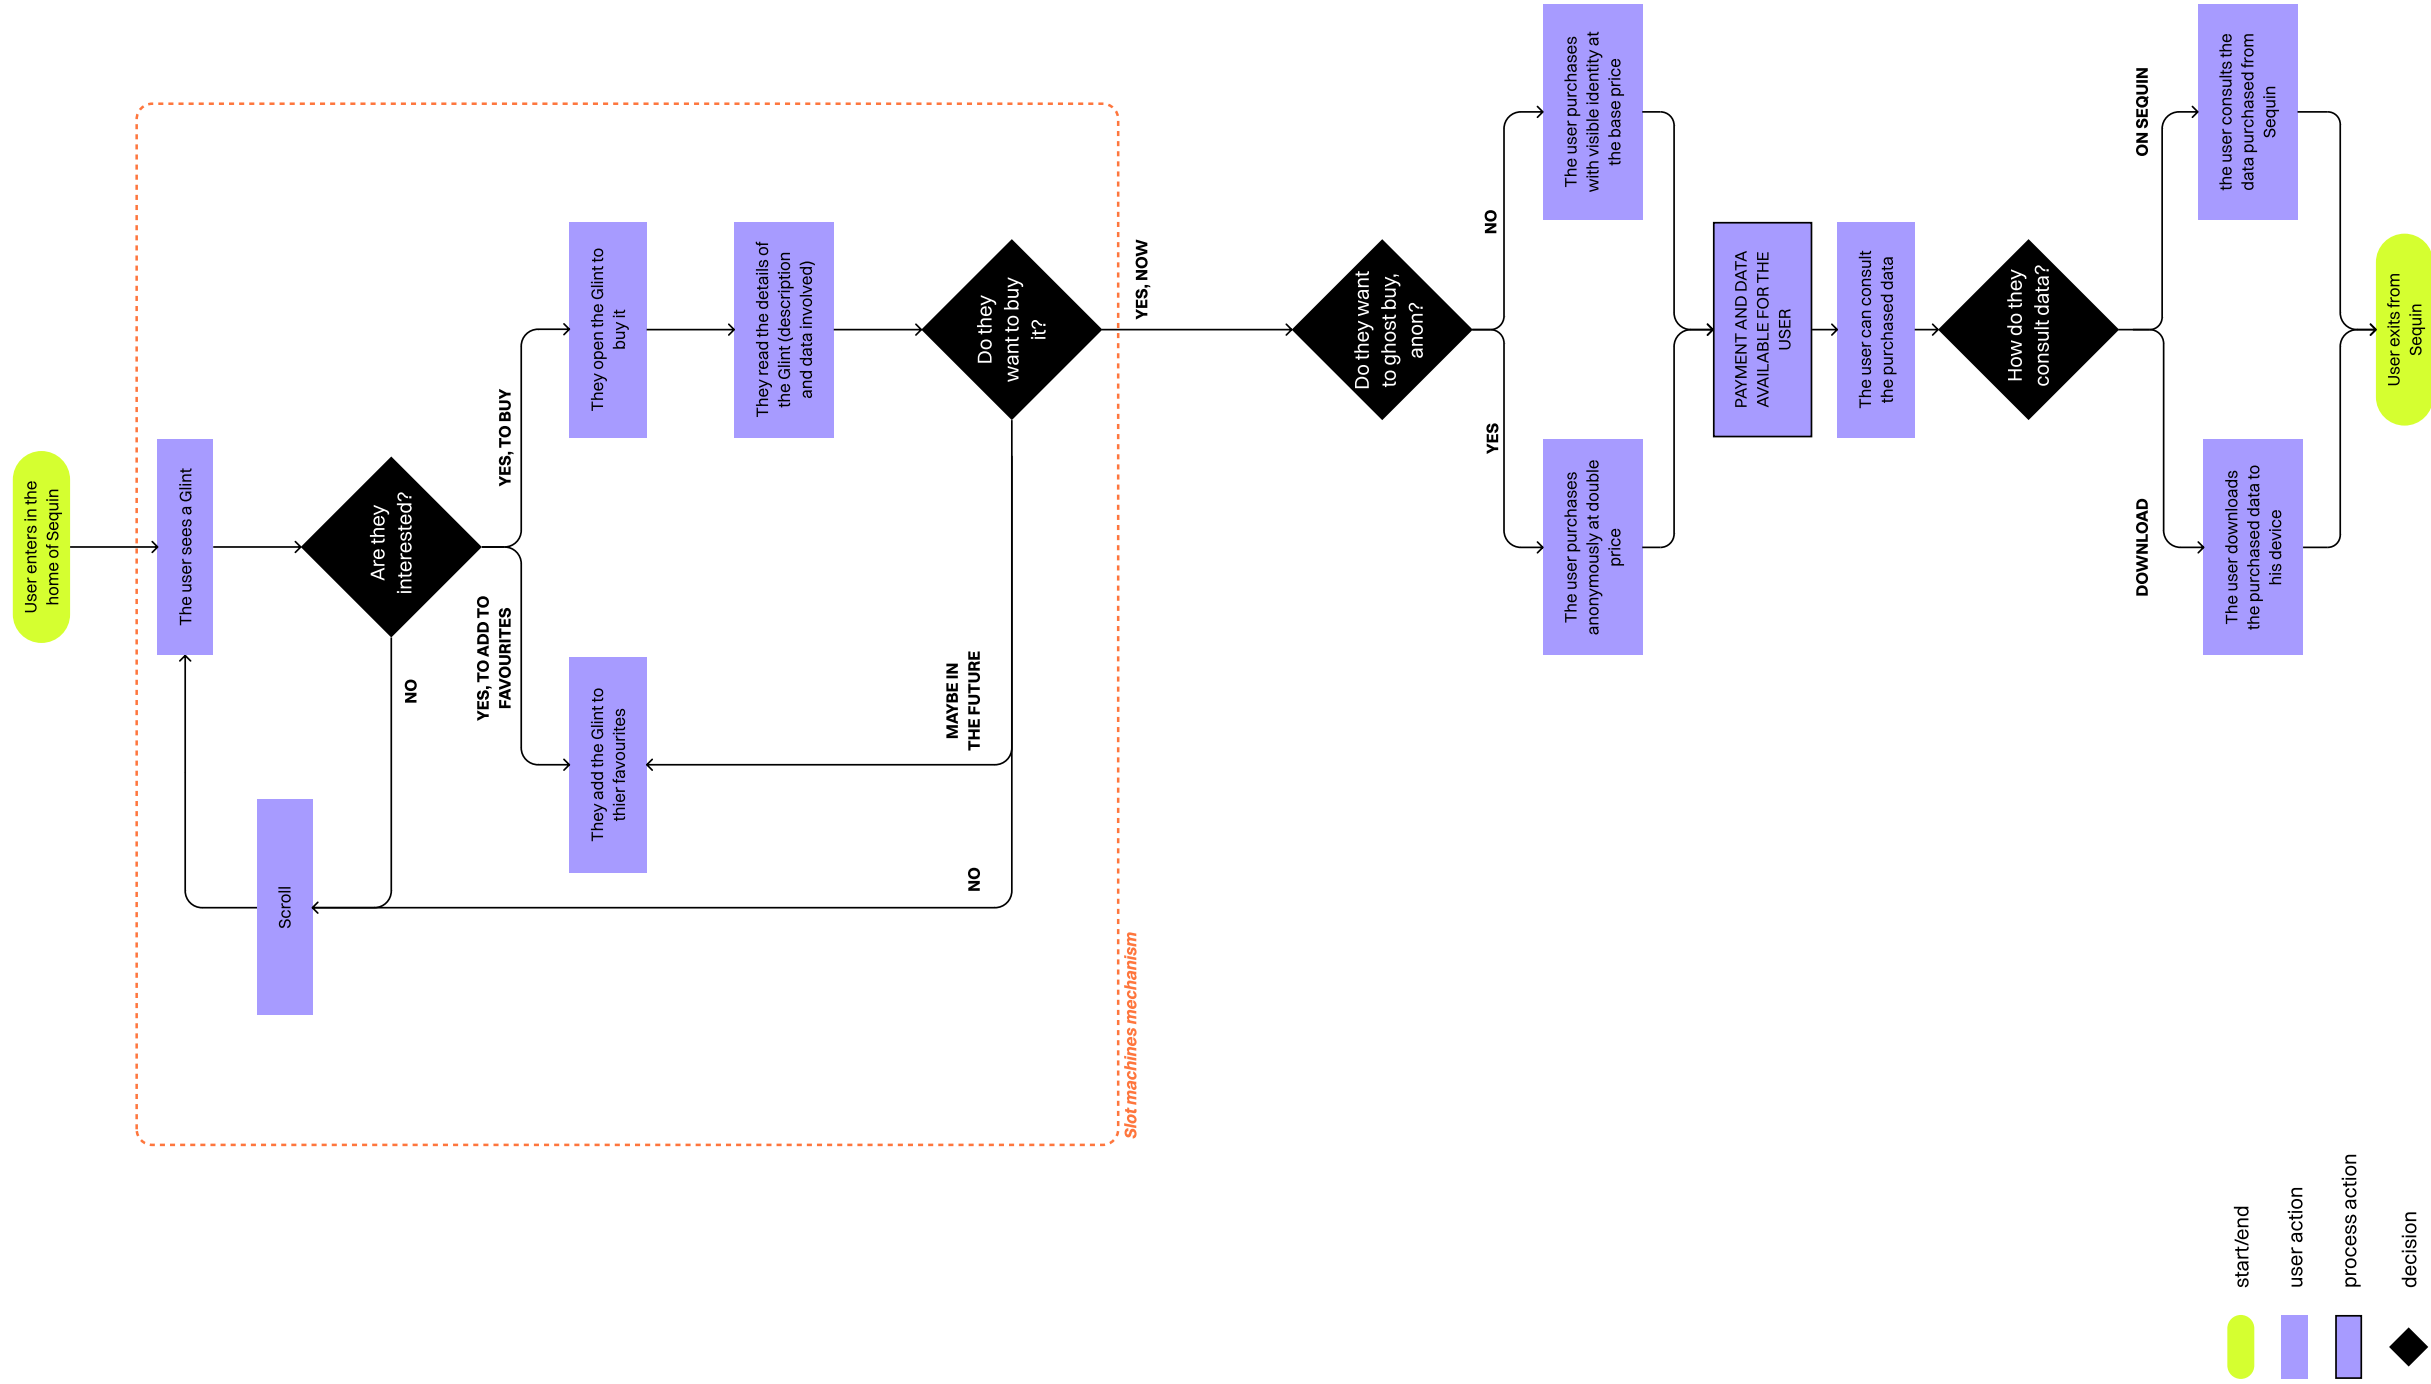 User enters in the
home of Sequin
The user sees a Glint
Scroll
Are they
interested?
NO
YES, TO ADD TO
FAVOURITES
YES, TO BUY
They add the Glint to
thier favourites
They open the Glint to
buy it
They read the details of
the Glint (description
and data involved)
Do they
want to buy
it?
MAYBE IN
THE FUTURE
NO
Slot machines mechanism
YES, NOW
Do they want
to ghost buy,
anon?
YES
NO
The user purchases
anonymously at double
price
The user purchases
with visible identity at
the base price
PAYMENT AND DATA
AVAILABLE FOR THE
USER
The user can consult
the purchased data
How do they
consult data?
DOWNLOAD
ON SEQUIN
The user downloads
the purchased data to
his device
the user consults the
data purchased from
Sequin
User exits from
Sequin
start/end
user action
process action
decision